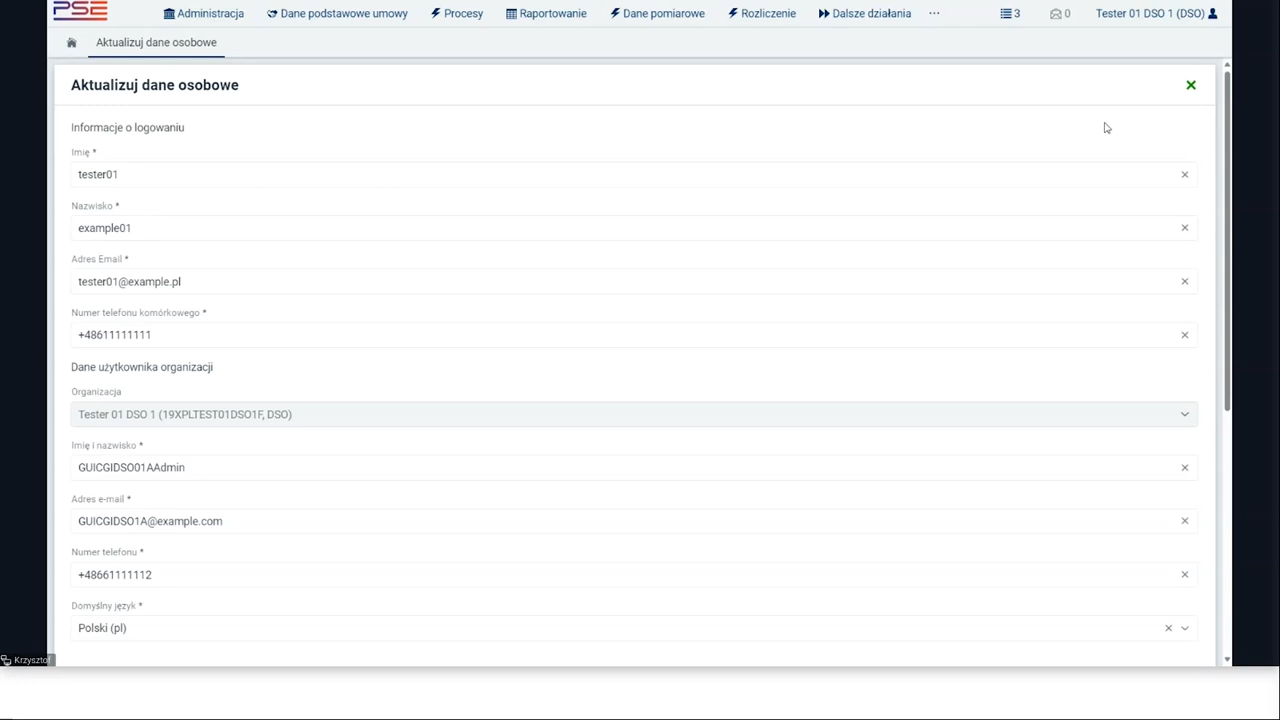 PSE
Administracja Dane podstawowe umowy Procesy Raportowanie Dane pomiarowe Rozliczenie Dalsze działania ··· 3 0 Tester 01 DSO 1 (DSO)
Aktualizuj dane osobowe
Aktualizuj dane osobowe
Informacje o logowaniu
Imię *
tester01
Nazwisko *
example01
Adres Email *
tester01@example.pl
Numer telefonu komórkowego *
+48611111111
Dane użytkownika organizacji
Organizacja
Tester 01 DSO 1 (19XPLTEST01DSO1F, DSO)
Imię i nazwisko *
GUICGIDSO01AAdmin
Adres e-mail *
GUICGIDSO1A@example.com
Numer telefonu *
+48661111112
Domyślny język *
Polski (pl)
Krzysztof